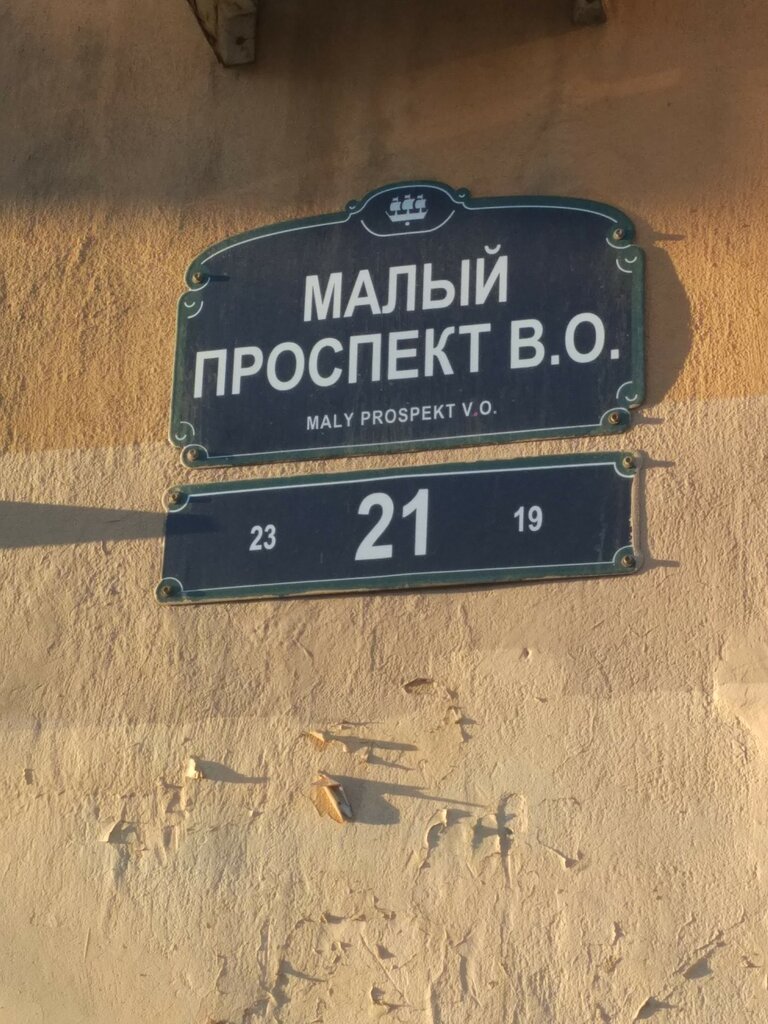 МАЛЫЙ
ПРОСПЕКТ В.О.
MALY PROSPEKT V.O.
23 21 19